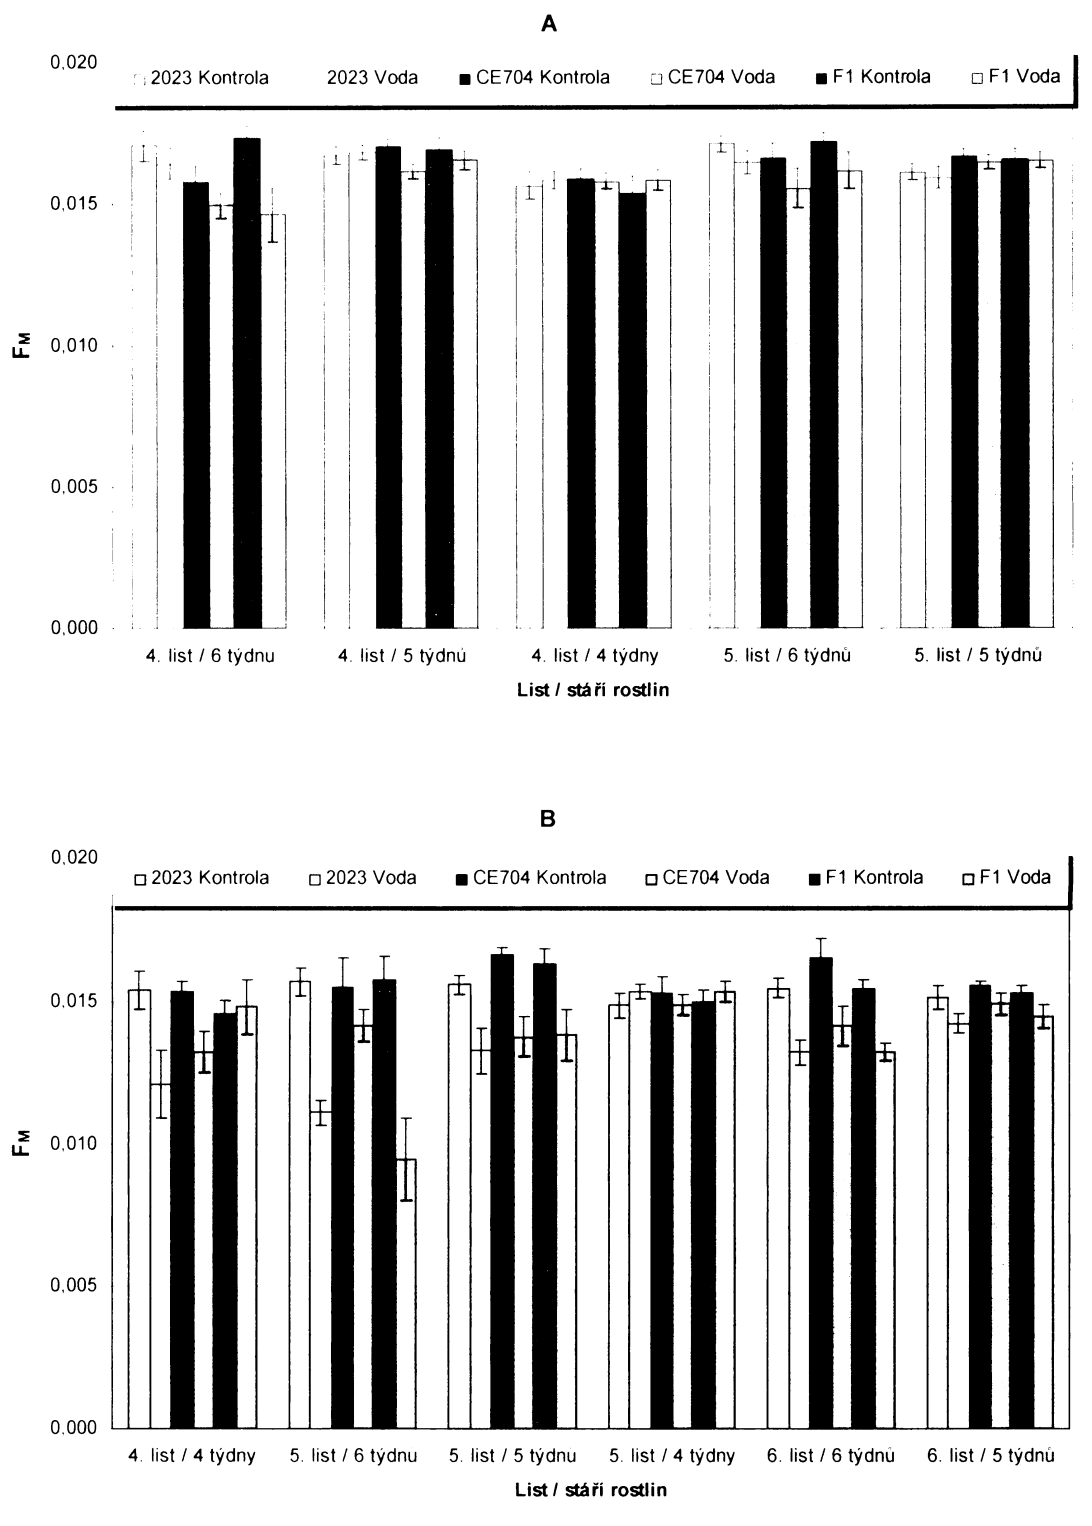 A
0,020
2023 Kontrola 2023 Voda CE704 Kontrola CE704 Voda F1 Kontrola F1 Voda
0,015
0,010
FM
0,005
0,000
4. list / 6 týdnu 4. list / 5 týdnů 4. list / 4 týdny 5. list / 6 týdnů 5. list / 5 týdnů
List / stáří rostlin
B
0,020
2023 Kontrola 2023 Voda CE704 Kontrola CE704 Voda F1 Kontrola F1 Voda
0,015
0,010
FM
0,005
0.000
4. list / 4 týdny 5. list / 6 týdnu 5. list / 5 týdnu 5. list / 4 týdny 6. list / 6 týdnů 6. list / 5 týdnů
List / stáří rostlin